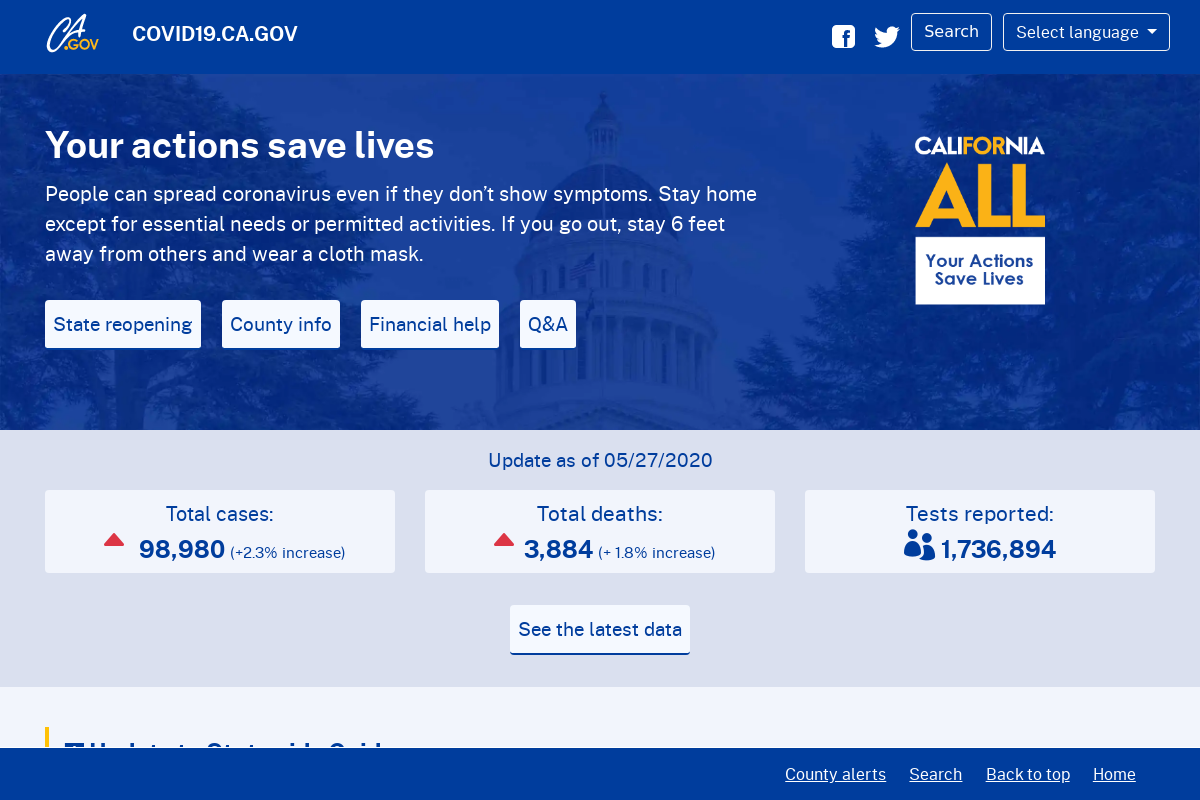 CA
.GOV
COVID19.CA.GOV
Search
Select language
Your actions save lives
People can spread coronavirus even if they don't show symptoms. Stay home
except for essential needs or permitted activities. If you go out, stay 6 feet
away from others and wear a cloth mask.
CALIFORNIA
ALL
Your Actions
Save Lives
State reopening
County info
Financial help
Q&A
Update as of 05/27/2020
Total cases:
98,980 (+2.3% increase)
Total deaths:
3,884 (+ 1.8% increase)
Tests reported:
1,736,894
See the latest data
County alerts
Search
Back to top
Home